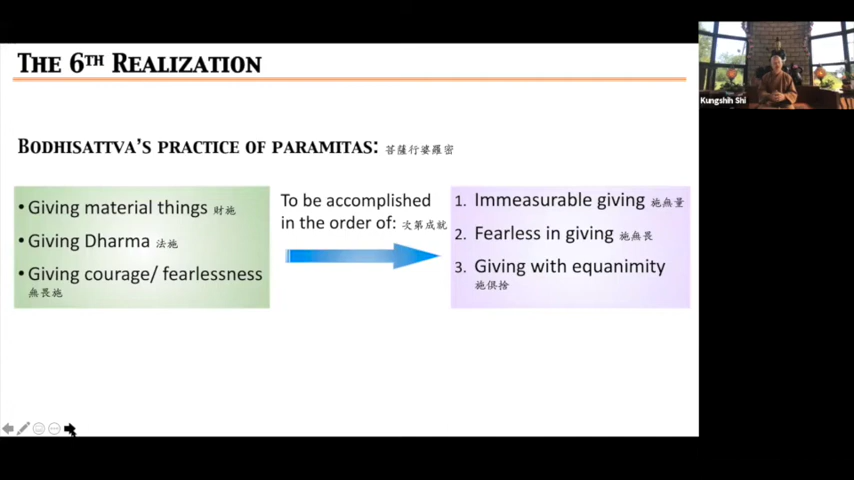 THE 6TH REALIZATION
Kungshih Shi
BODHISATTVA'S PRACTICE OF PARAMITAS: 菩薩行婆羅密
• Giving material things 財施
• Giving Dharma 法施
• Giving courage/ fearlessness
無畏施
To be accomplished
in the order of: 次第成就
1. Immeasurable giving 施無量
2. Fearless in giving 施無畏
3. Giving with equanimity
施俱捨